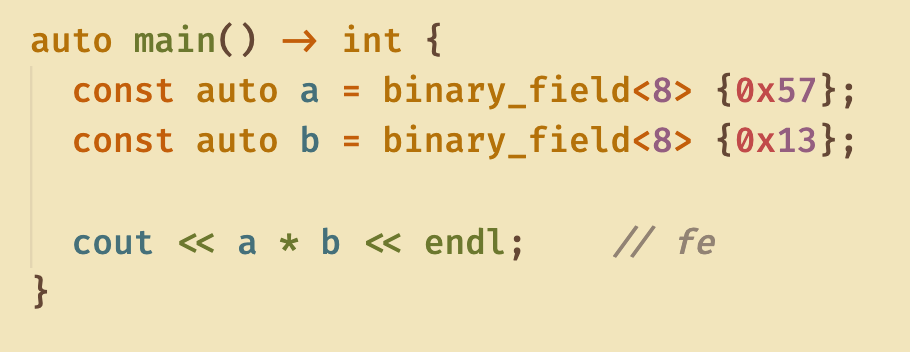 auto main() -> int {
const auto a = binary_field<8> {0x57};
const auto b = binary_field<8> {0x13};
cout << a * b << endl; // fe
}